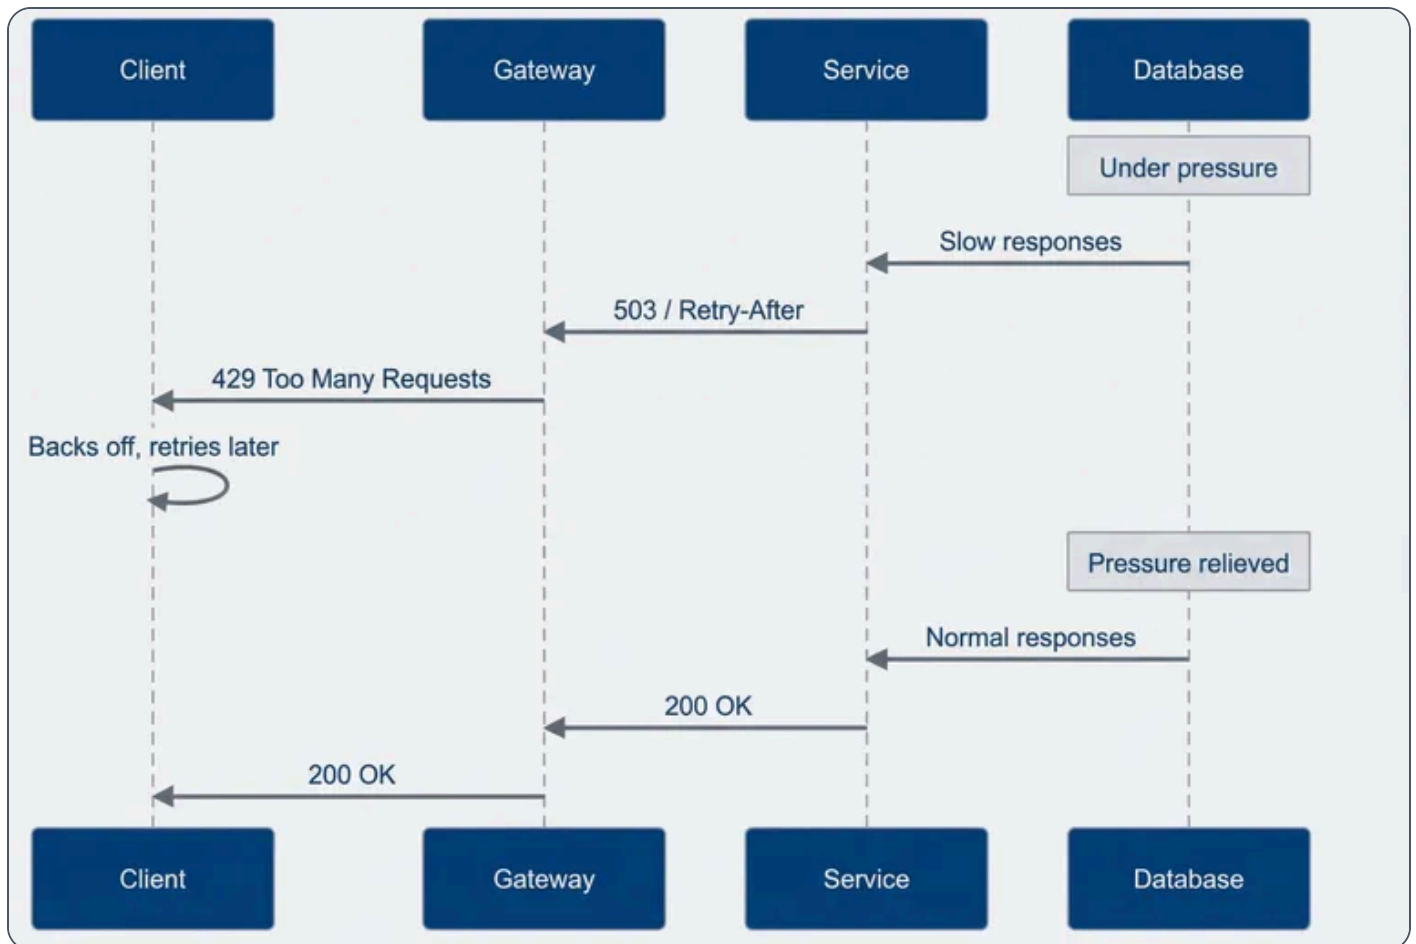 Client
Gateway
Service
Database
Under pressure
Slow responses
503 / Retry-After
429 Too Many Requests
Backs off, retries later
Pressure relieved
Normal responses
200 OK
200 OK
Client
Gateway
Service
Database